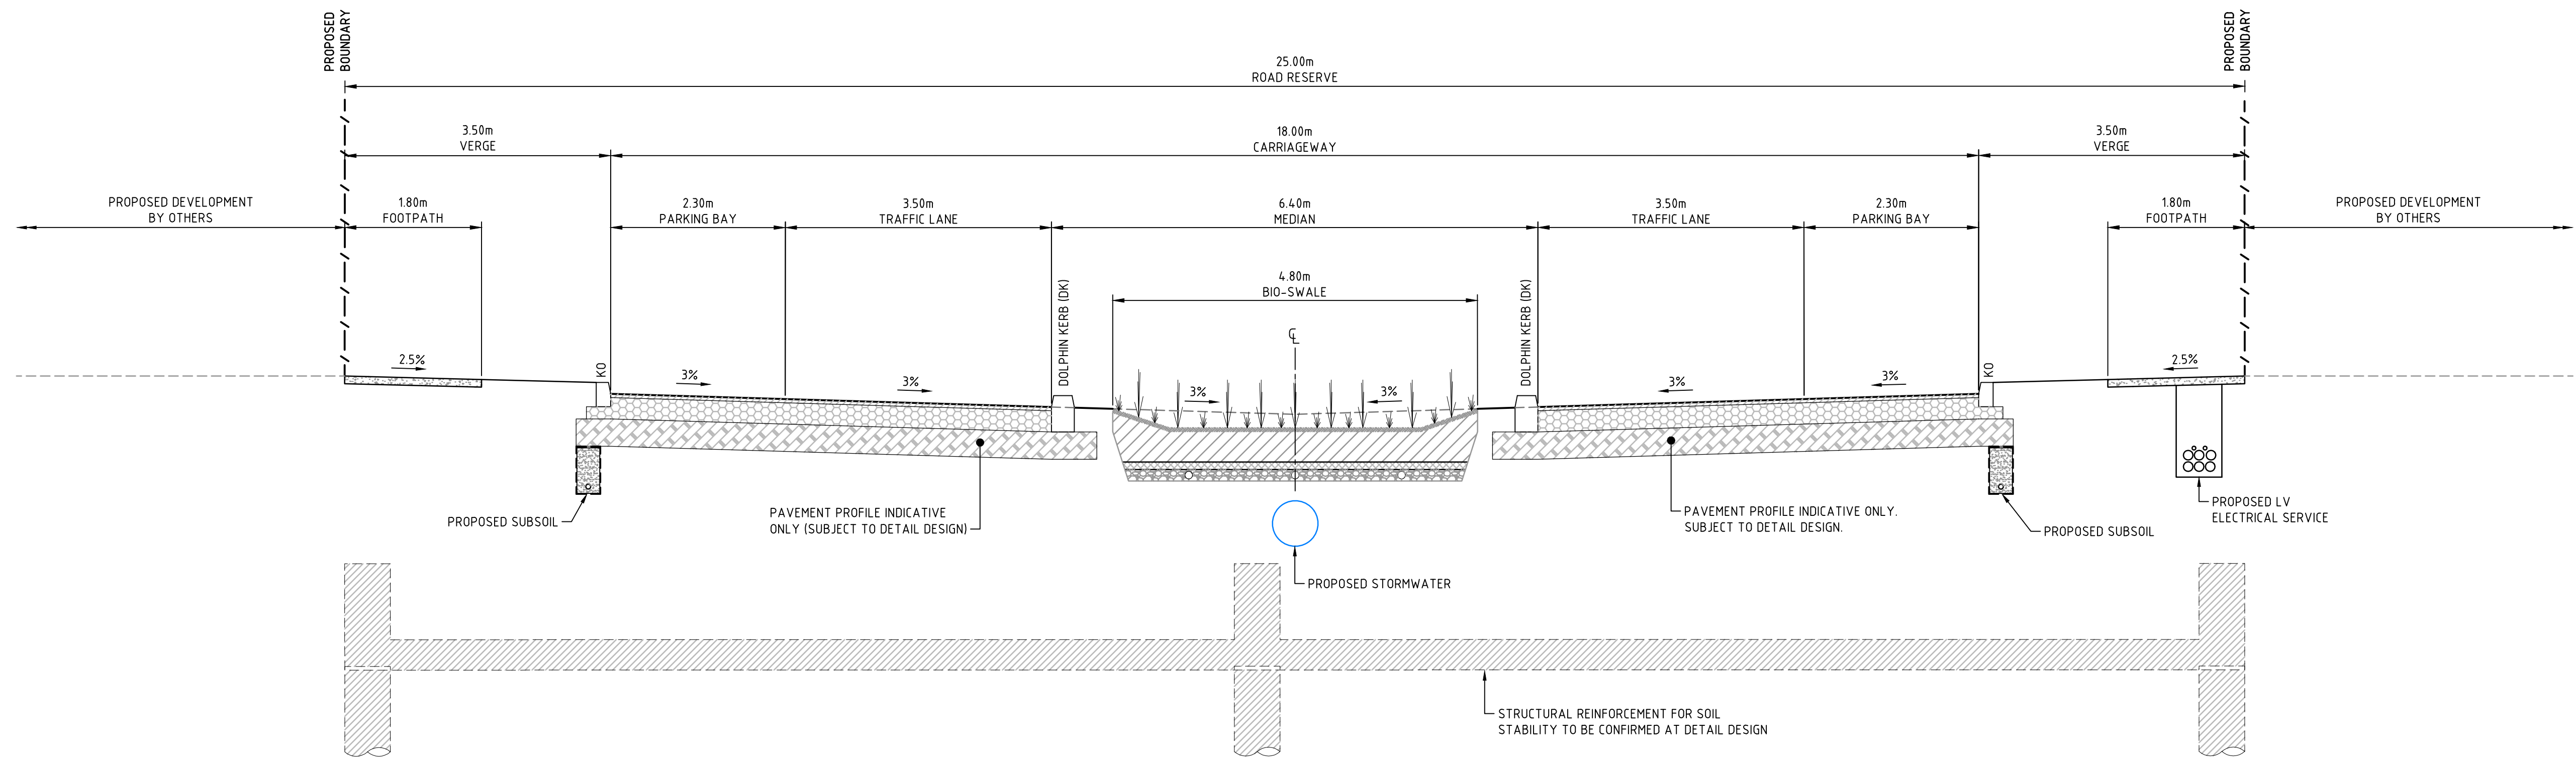 PROPOSED
BOUNDARY
PROPOSED
BOUNDARY
25.00m
ROAD RESERVE
3.50m
VERGE
18.00m
CARRIAGEWAY
3.50m
VERGE
PROPOSED DEVELOPMENT
BY OTHERS
1.80m
FOOTPATH
2.30m
PARKING BAY
3.50m
TRAFFIC LANE
6.40m
MEDIAN
3.50m
TRAFFIC LANE
2.30m
PARKING BAY
1.80m
FOOTPATH
PROPOSED DEVELOPMENT
BY OTHERS
4.80m
BIO-SWALE
DOLPHIN KERB (DK)
DOLPHIN KERB (DK)
℄
2.5%
KO
3%
3%
3%
3%
3%
3%
KO
2.5%
PROPOSED SUBSOIL
PAVEMENT PROFILE INDICATIVE
ONLY (SUBJECT TO DETAIL DESIGN)
PAVEMENT PROFILE INDICATIVE ONLY.
SUBJECT TO DETAIL DESIGN.
PROPOSED SUBSOIL
PROPOSED LV
ELECTRICAL SERVICE
PROPOSED STORMWATER
STRUCTURAL REINFORCEMENT FOR SOIL
STABILITY TO BE CONFIRMED AT DETAIL DESIGN